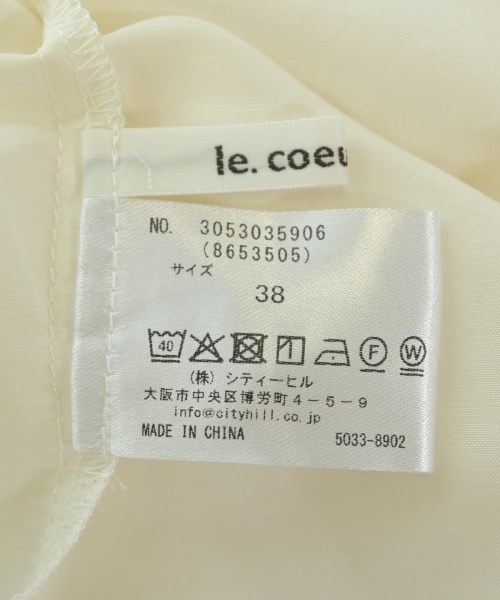 le. coeu
NO. 3053035906
(8653505)
サイズ
38
40 F W
(株) シティーヒル
大阪市中央区博労町4-5-9
info@cityhill.co.jp
MADE IN CHINA 5033-8902